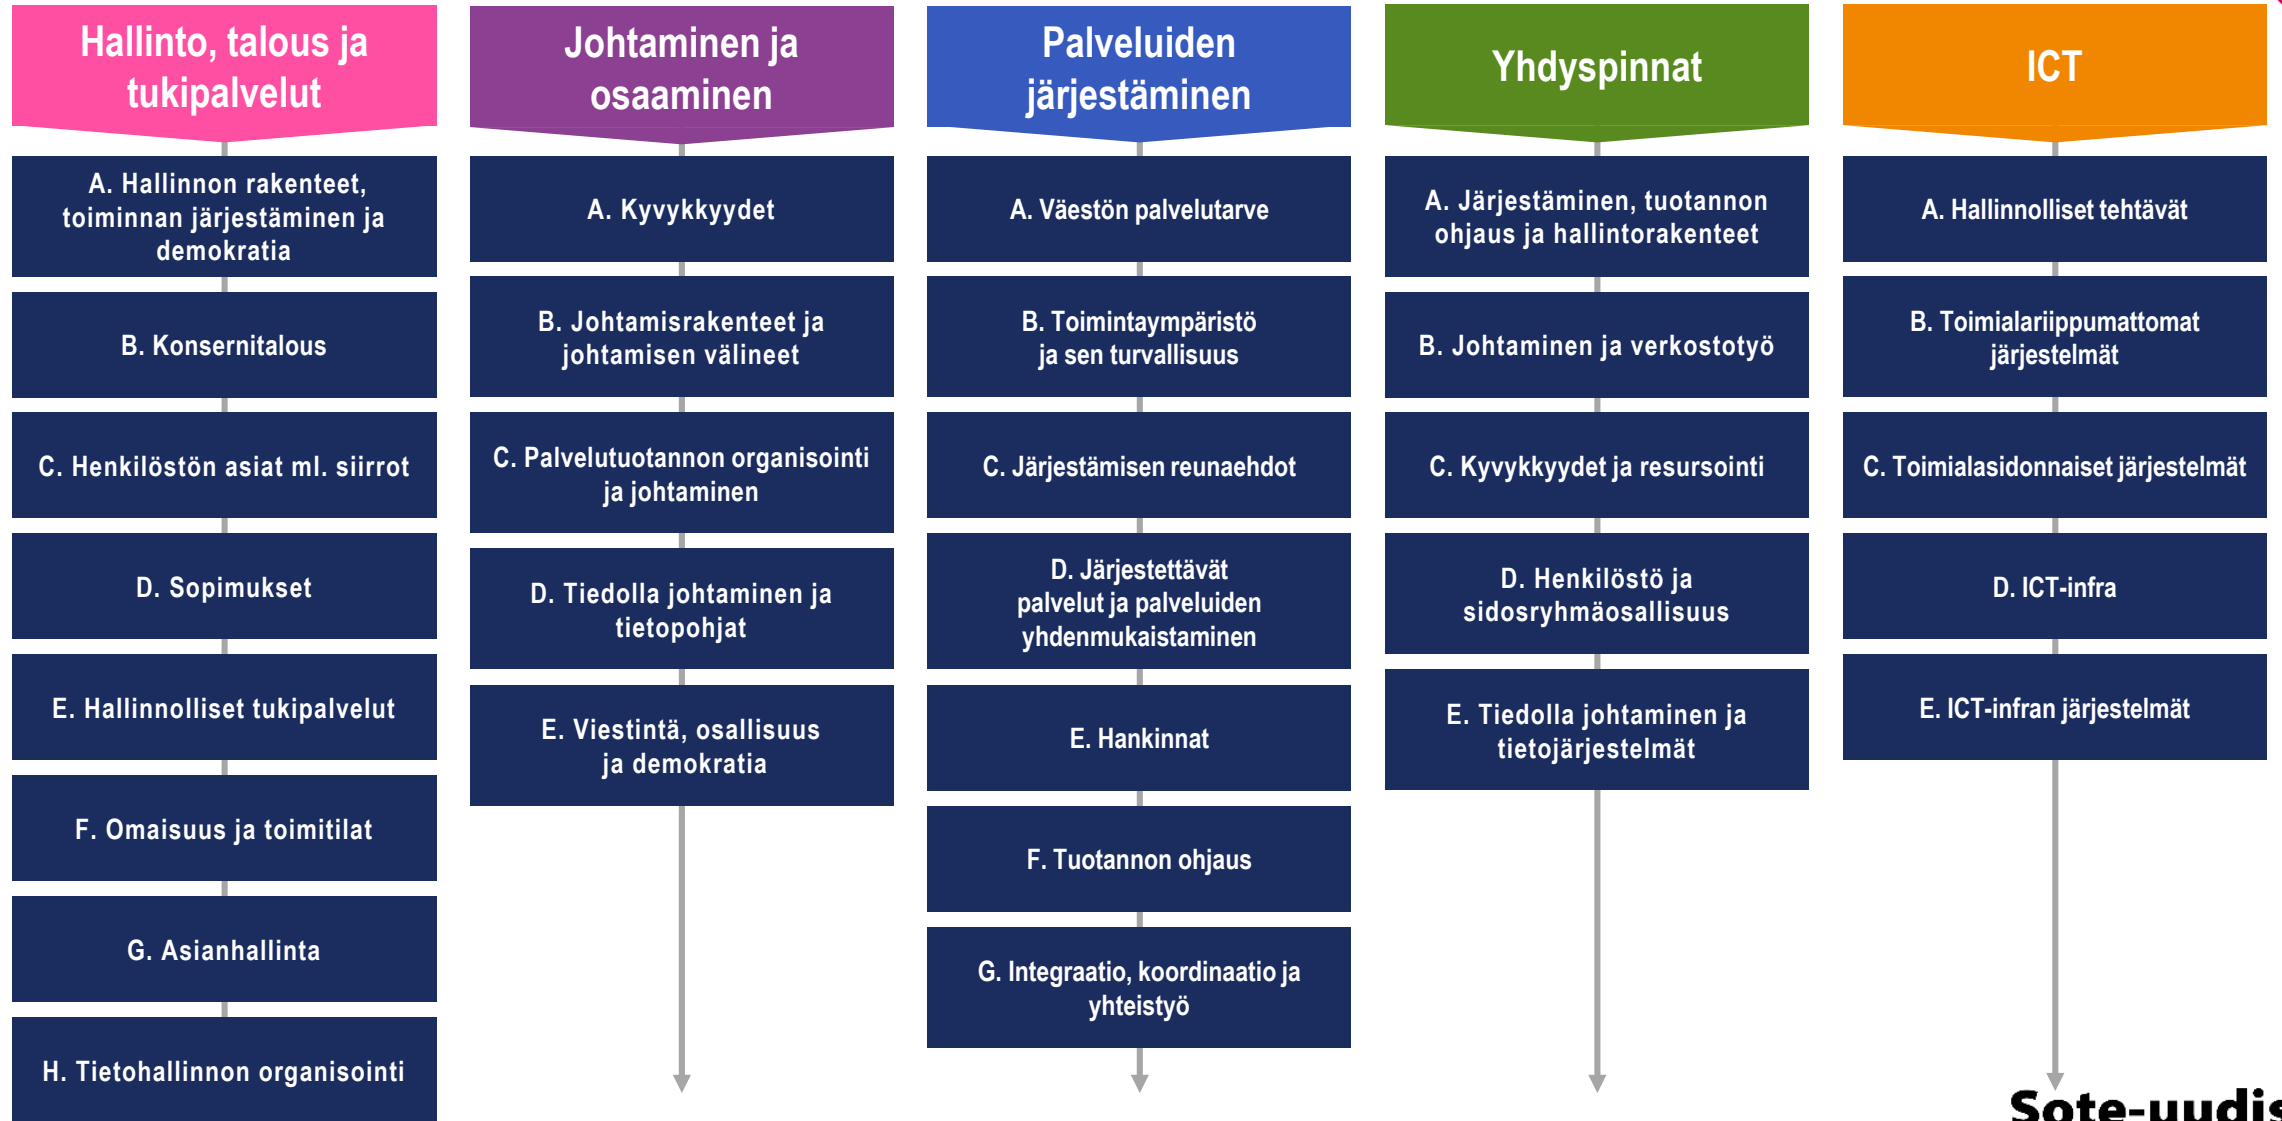 Hallinto, talous ja
tukipalvelut
A. Hallinnon rakenteet,
toiminnan järjestäminen ja
demokratia
B. Konsernitalous
C. Henkilöstön asiat ml. siirrot
D. Sopimukset
E. Hallinnolliset tukipalvelut
F. Omaisuus ja toimitilat
G. Asianhallinta
H. Tietohallinnon organisointi
Johtaminen ja
osaaminen
A. Kyvykkyydet
B. Johtamisrakenteet ja
johtamisen välineet
C. Palvelutuotannon organisointi
ja johtaminen
D. Tiedolla johtaminen ja
tietopohjat
E. Viestintä, osallisuus
ja demokratia
Palveluiden
järjestäminen
A. Väestön palvelutarve
B. Toimintaympäristö
ja sen turvallisuus
C. Järjestämisen reunaehdot
D. Järjestettävät
palvelut ja palveluiden
yhdenmukaistaminen
E. Hankinnat
F. Tuotannon ohjaus
G. Integraatio, koordinaatio ja
yhteistyö
Yhdyspinnat
A. Järjestäminen, tuotannon
ohjaus ja hallintorakenteet
B. Johtaminen ja verkostotyö
C. Kyvykkyydet ja resursointi
D. Henkilöstö ja
sidosryhmäosallisuus
E. Tiedolla johtaminen ja
tietojärjestelmät
ICT
A. Hallinnolliset tehtävät
B. Toimialariippumattomat
järjestelmät
C. Toimialasidonnaiset järjestelmät
D. ICT-infra
E. ICT-infran järjestelmät
Sote-uudis